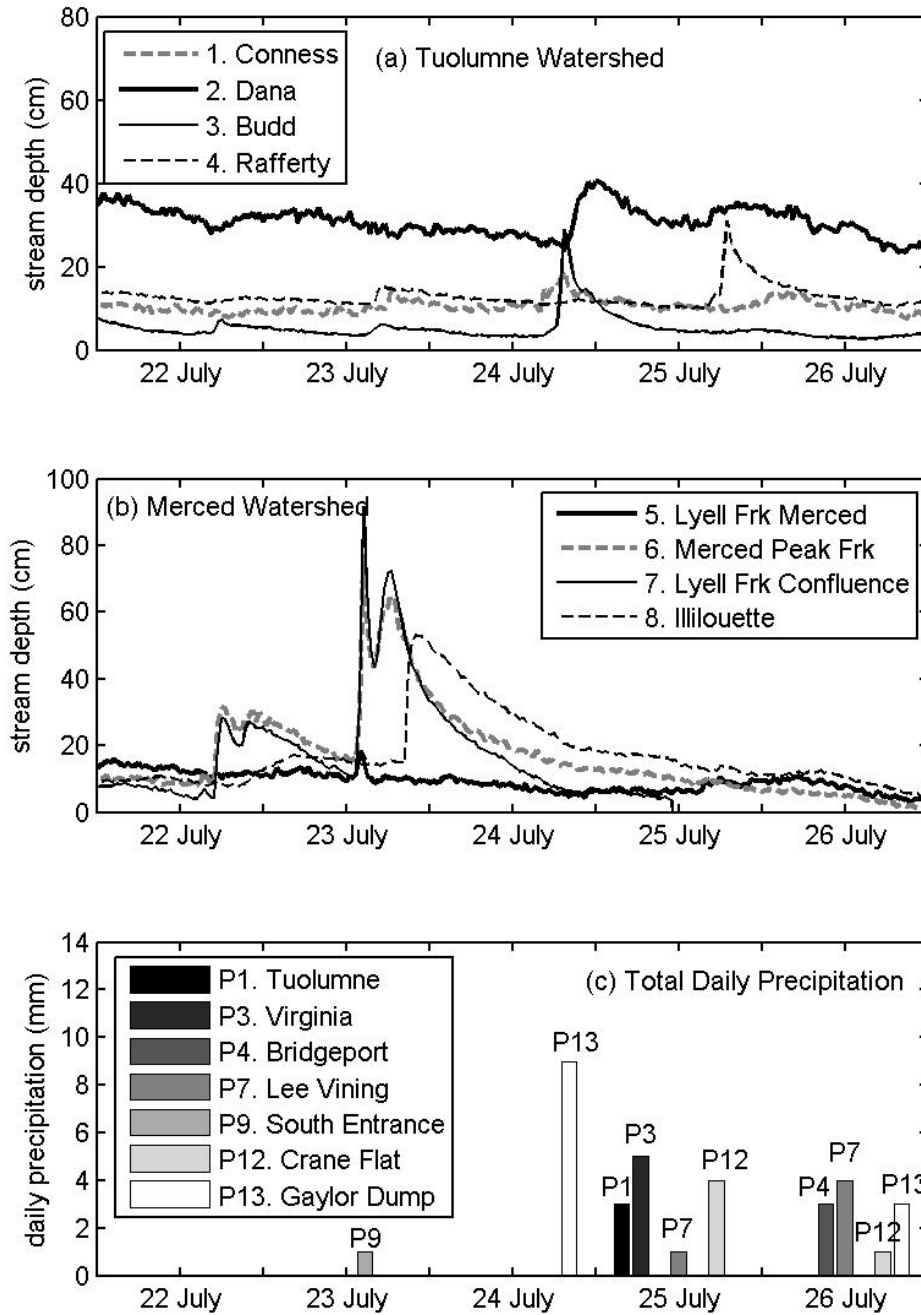 80
60
40
20
0
stream depth (cm)
1. Conness
2. Dana
3. Budd
4. Rafferty
(a) Tuolumne Watershed
22 July
23 July
24 July
25 July
26 July
100
80
60
40
20
0
stream depth (cm)
(b) Merced Watershed
5. Lyell Frk Merced
6. Merced Peak Frk
7. Lyell Frk Confluence
8. Illilouette
22 July
23 July
24 July
25 July
26 July
14
12
10
8
6
4
2
0
daily precipitation (mm)
P1. Tuolumne
P3. Virginia
P4. Bridgeport
P7. Lee Vining
P9. South Entrance
P12. Crane Flat
P13. Gaylor Dump
(c) Total Daily Precipitation
P9
P13
P1
P3
P7
P12
P4
P7
P12
P13
22 July
23 July
24 July
25 July
26 July